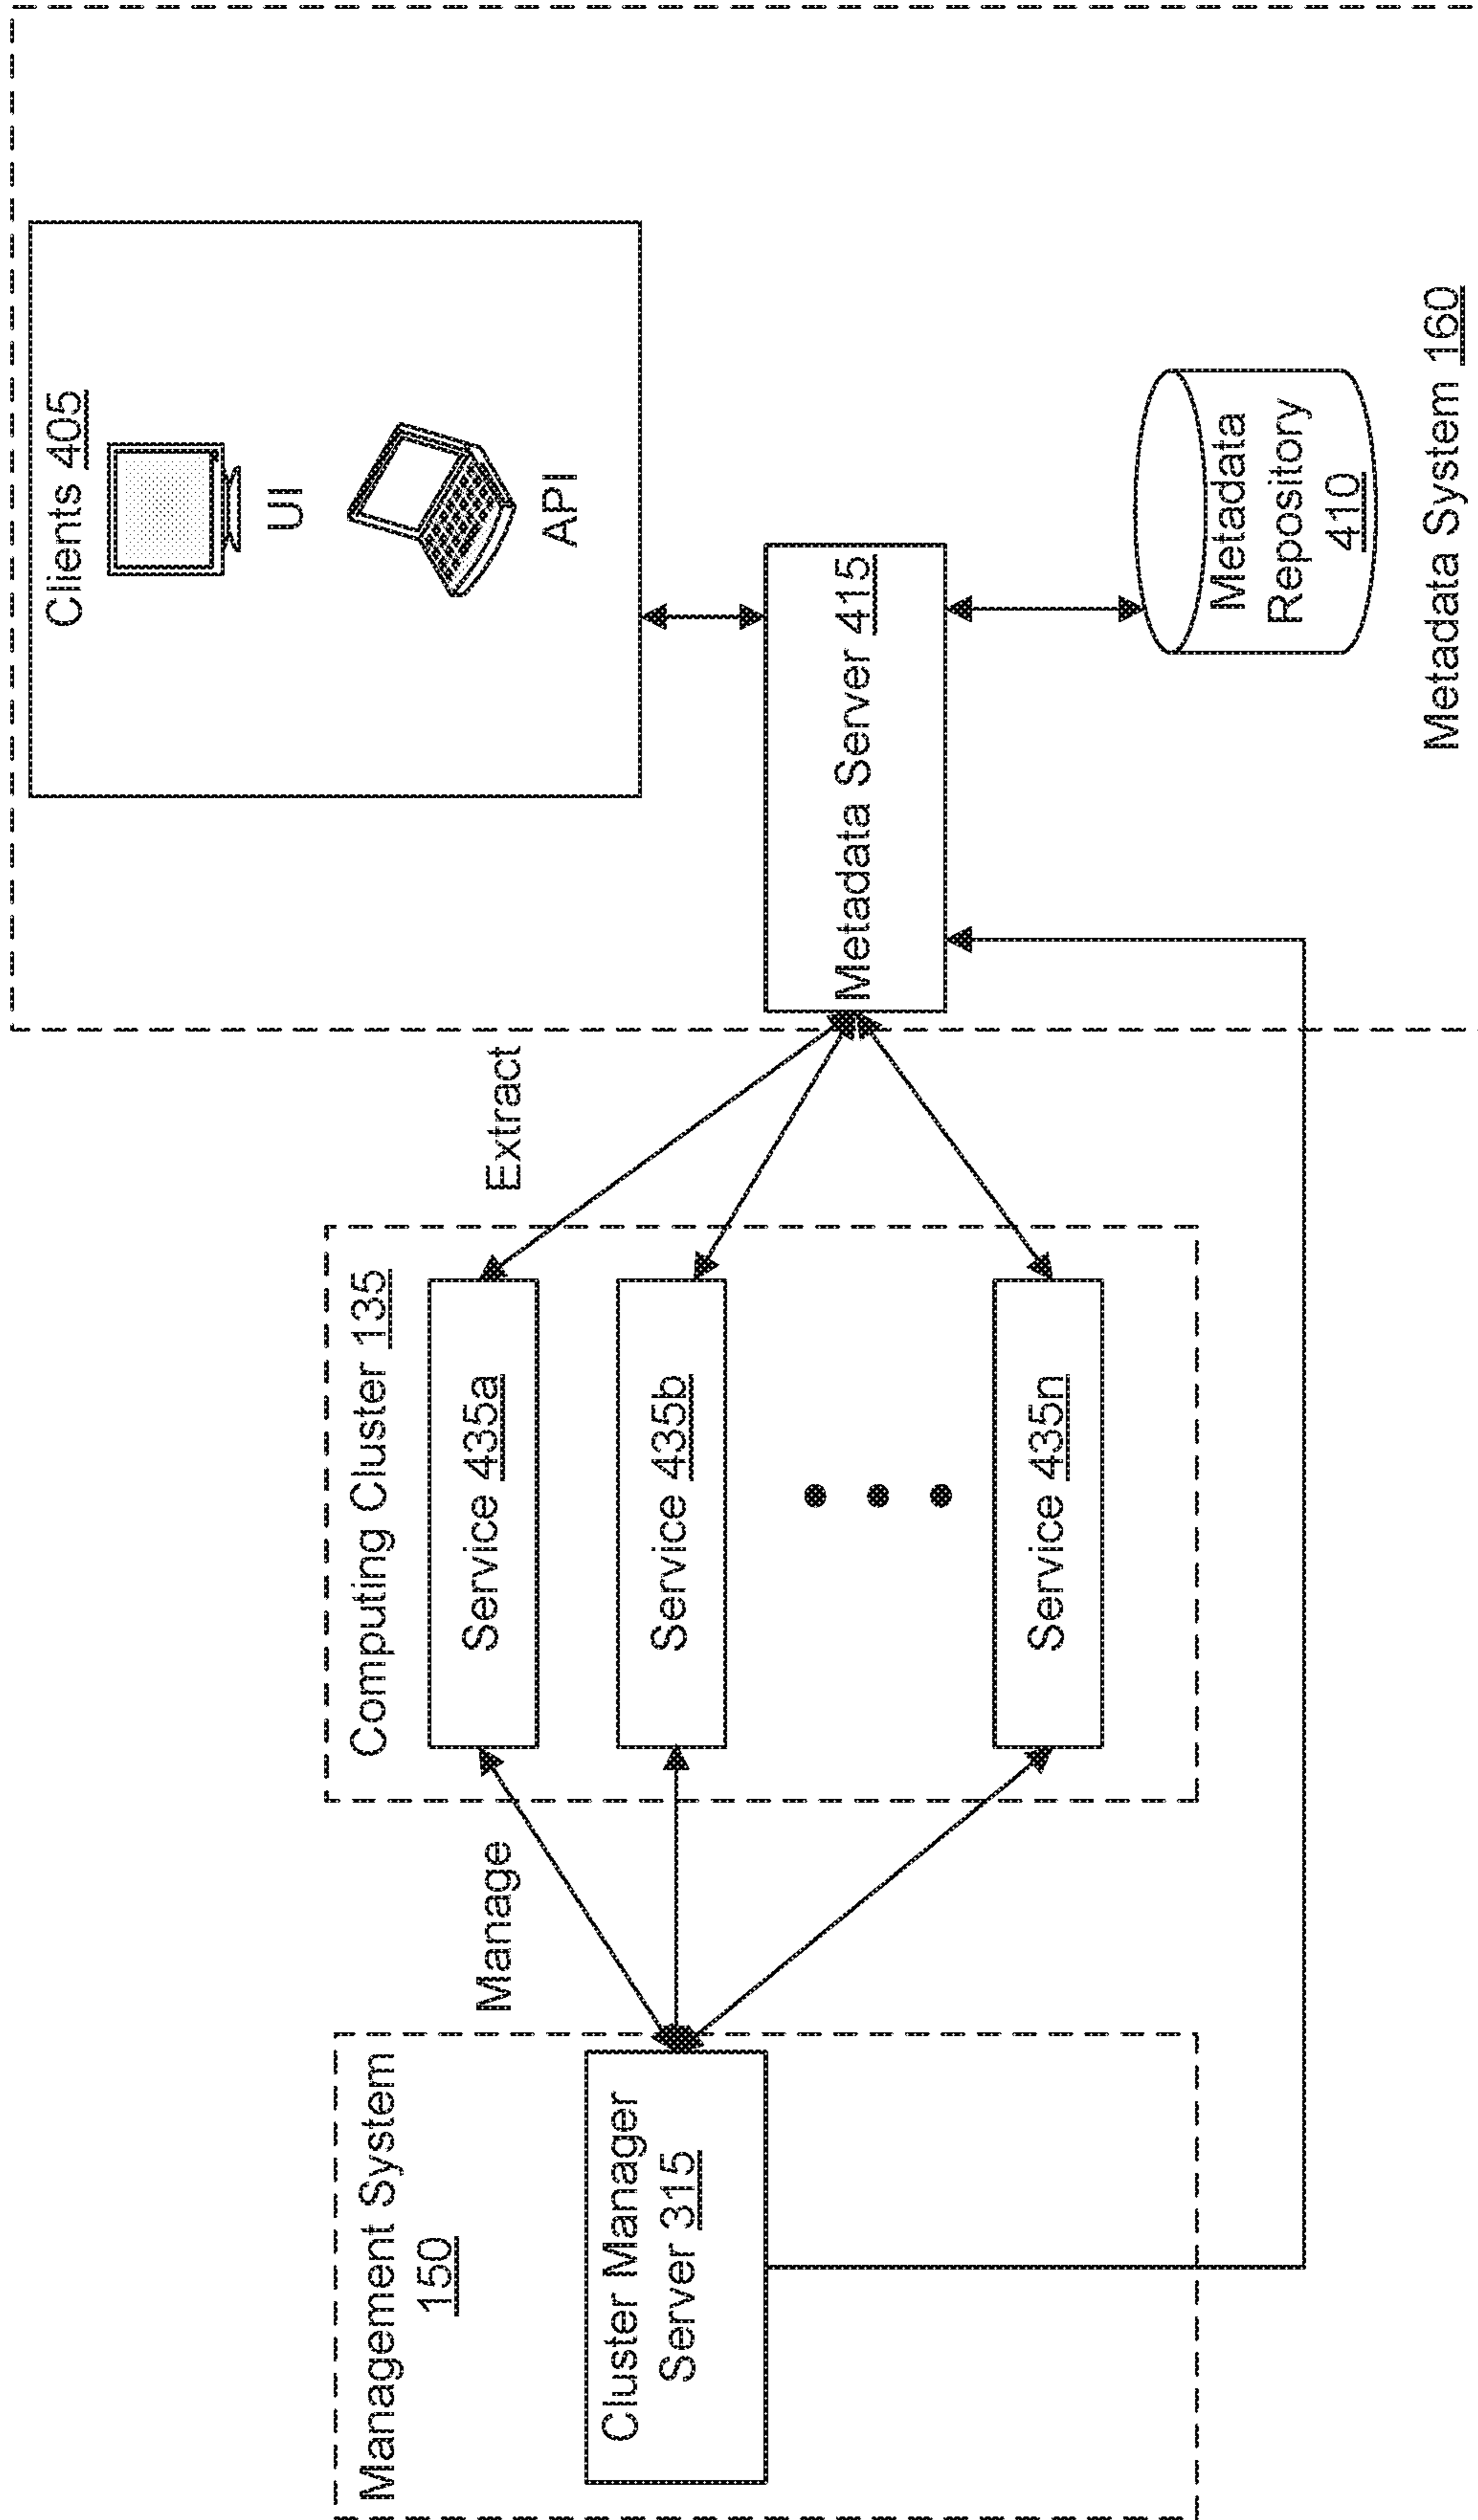 Management System
150
Cluster Manager
Server 315
Manage
Computing Cluster 135
Service 435a
Service 435b
Service 435n
Extract
Clients 405
UI
API
Metadata Server 415
Metadata
Repository
410
Metadata System 160